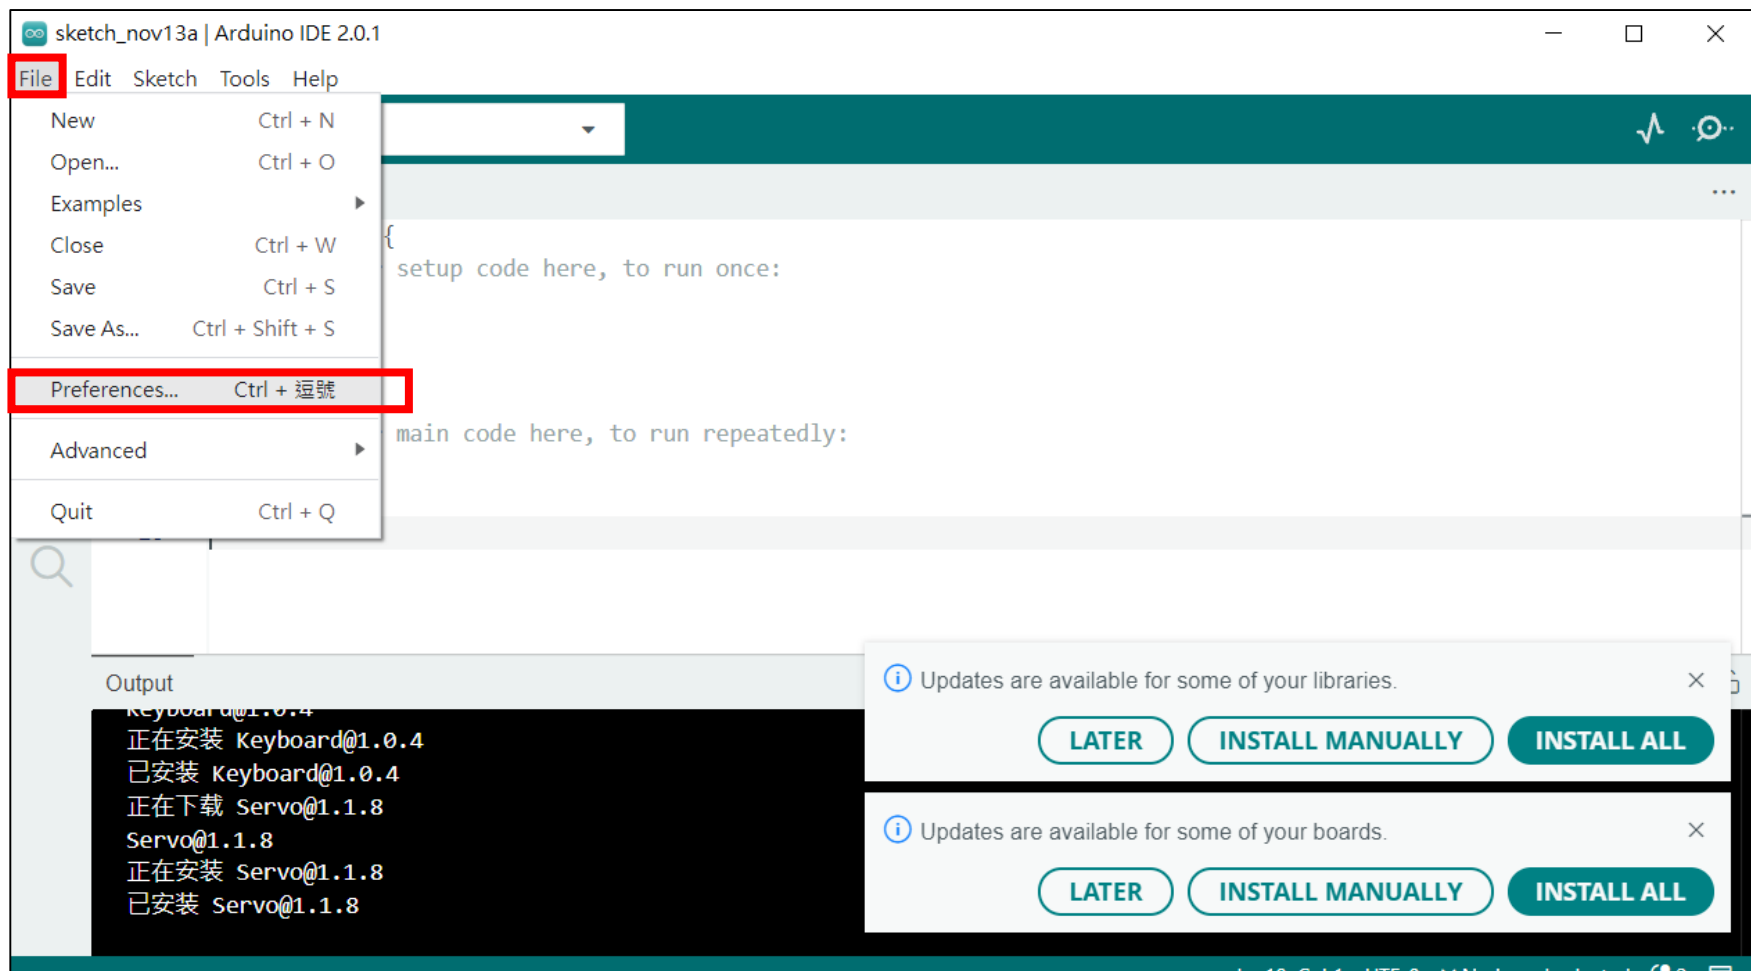 sketch_nov13a | Arduino IDE 2.0.1
File Edit Sketch Tools Help
New Ctrl + N
Open... Ctrl + O
Examples
Close Ctrl + W
Save Ctrl + S
Save As... Ctrl + Shift + S
Preferences... Ctrl + 逗號
Advanced
Quit Ctrl + Q
{
setup code here, to run once:
main code here, to run repeatedly:
Output
Keyboard@1.0.4
正在安装 Keyboard@1.0.4
已安装 Keyboard@1.0.4
正在下载 Servo@1.1.8
Servo@1.1.8
正在安装 Servo@1.1.8
已安装 Servo@1.1.8
Updates are available for some of your libraries.
LATER INSTALL MANUALLY INSTALL ALL
Updates are available for some of your boards.
LATER INSTALL MANUALLY INSTALL ALL